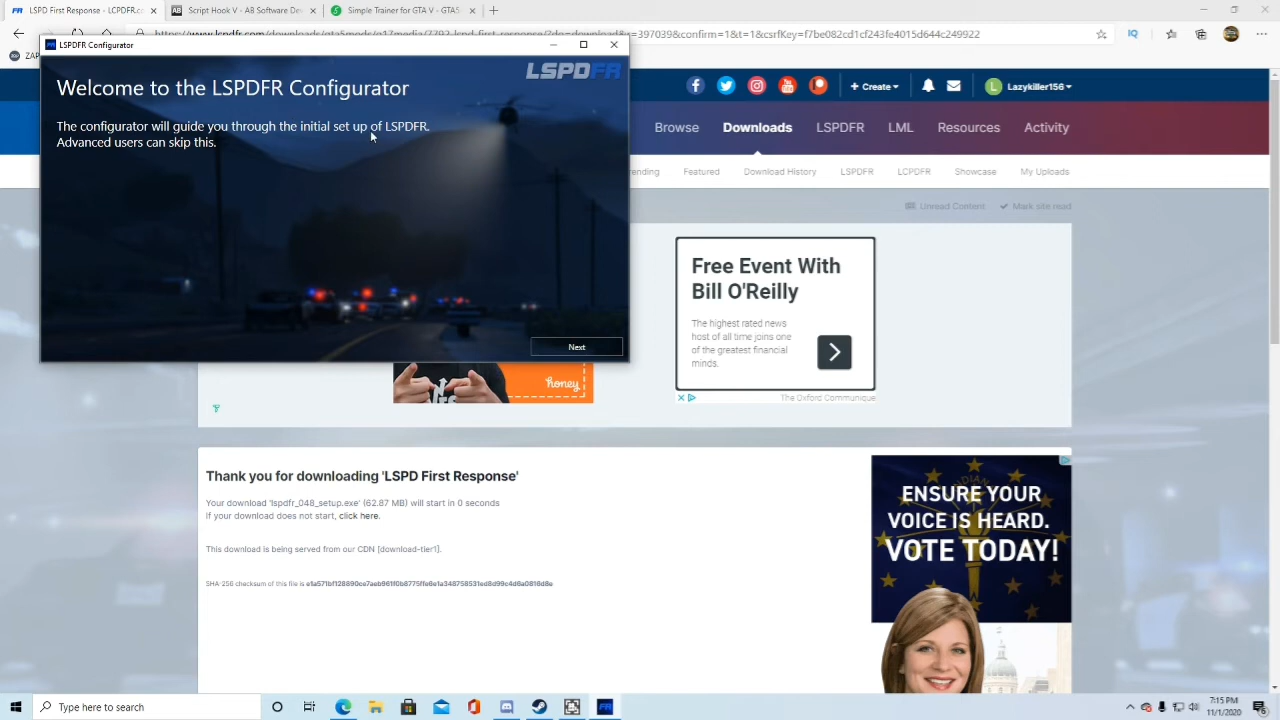 LSPD First Response - LCPDFR.cc
Script Hook V - AB Software Dev
Simple Trainer for GTA V - GTA5
https://www.lcpdfr.com/downloads/gta5mods/g17media/7792-lspd-first-response/
=397039&confirm=1&t=1&csrfKey=f7be082cd1cf243fe4015d644c249922
ZAP
LSPDFR Configurator
LSPDFR
Welcome to the LSPDFR Configurator
The configurator will guide you through the initial set up of LSPDFR.
Advanced users can skip this.
Next
+ Create
Lazykiller156
Browse
Downloads
LSPDFR
LML
Resources
Activity
rending
Featured
Download History
LSPDFR
LCPDFR
Showcase
My Uploads
Unread Content
Mark site read
Free Event With
Bill O'Reilly
The highest rated news
host of all time joins one
of the greatest financial
minds.
The Oxford Communique
honey
Thank you for downloading 'LSPD First Response'
Your download 'lspdfr_048_setup.exe' (62.87 MB) will start in 0 seconds
If your download does not start, click here.
This download is being served from our CDN [download-tier1].
SHA-256 checksum of this file is
ENSURE YOUR
VOICE IS HEARD.
VOTE TODAY!
Type here to search
7:15 PM
11/1/2020
6